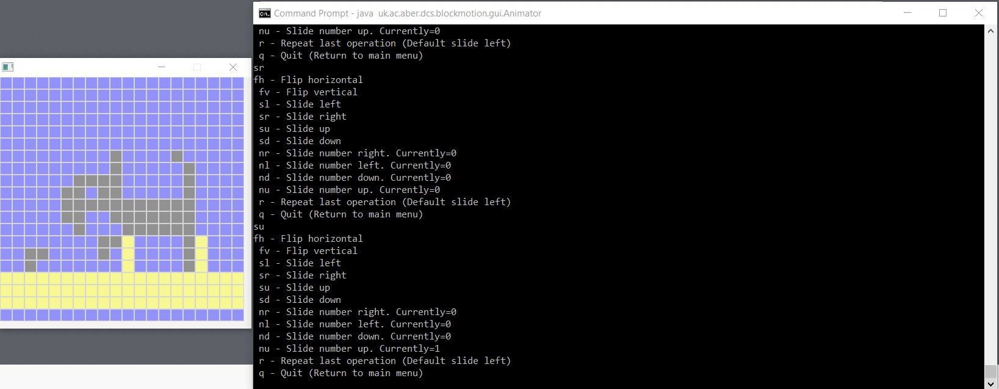 Command Prompt - java  uk.ac.aber.dcs.blockmotion.gui.Animator
nu - Slide number up. Currently=0
r - Repeat last operation (Default slide left)
q - Quit (Return to main menu)
sr
fh - Flip horizontal
fv - Flip vertical
sl - Slide left
sr - Slide right
su - Slide up
sd - Slide down
nr - Slide number right. Currently=0
nl - Slide number left. Currently=0
nd - Slide number down. Currently=0
nu - Slide number up. Currently=0
r - Repeat last operation (Default slide left)
q - Quit (Return to main menu)
su
fh - Flip horizontal
fv - Flip vertical
sl - Slide left
sr - Slide right
su - Slide up
sd - Slide down
nr - Slide number right. Currently=0
nl - Slide number left. Currently=0
nd - Slide number down. Currently=0
nu - Slide number up. Currently=1
r - Repeat last operation (Default slide left)
q - Quit (Return to main menu)